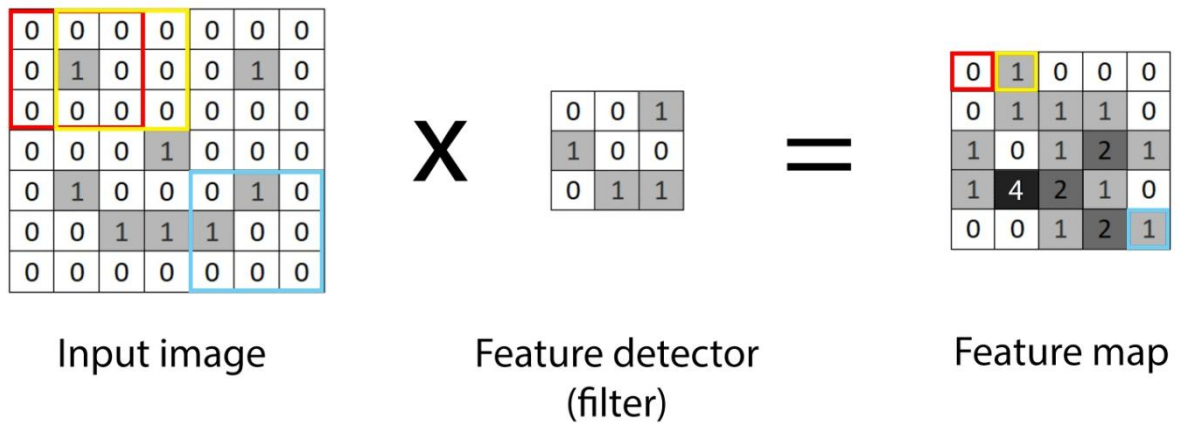 0 0 0 0 0 0 0
0 1 0 0 0 1 0
0 0 0 0 0 0 0
0 0 0 1 0 0 0
0 1 0 0 0 1 0
0 0 1 1 1 0 0
0 0 0 0 0 0 0
Input image
X
0 0 1
1 0 0
0 1 1
Feature detector
(filter)
=
0 1 0 0 0
0 1 1 1 0
1 0 1 2 1
1 4 2 1 0
0 0 1 2 1
Feature map